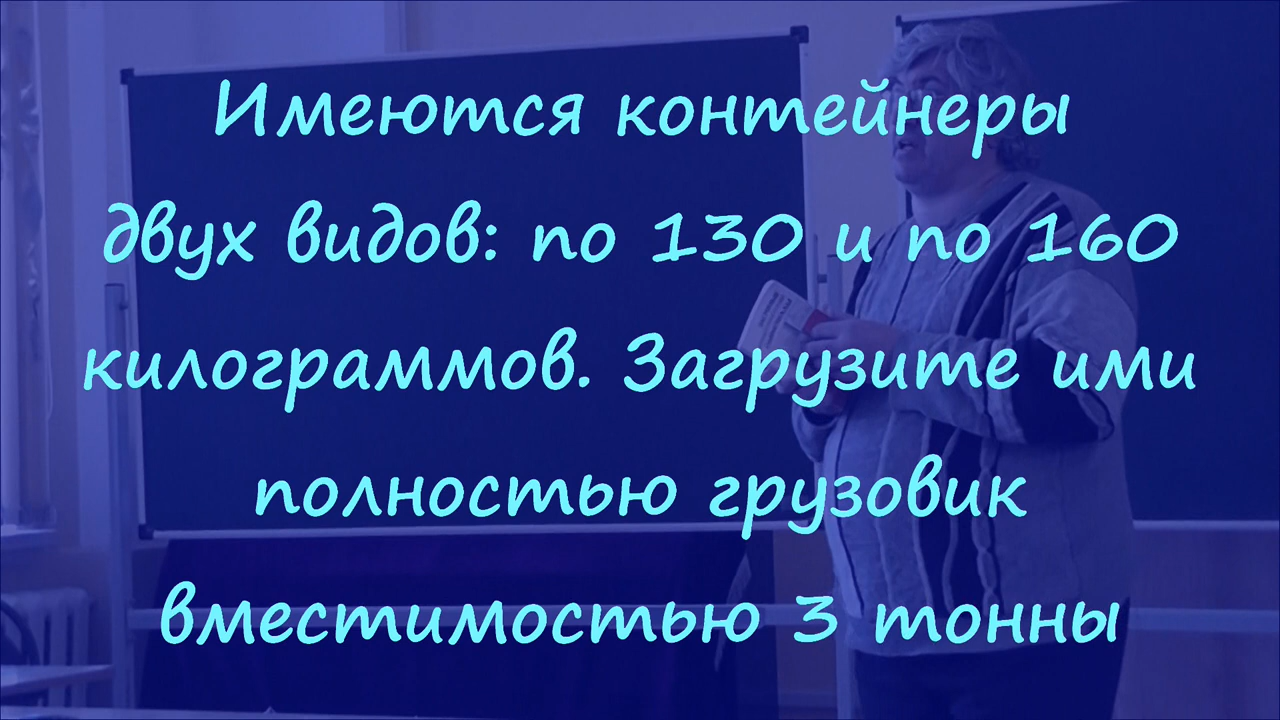 Имеются контейнеры
двух видов: по 130 и по 160
килограммов. Загрузите ими
полностью грузовик
вместимостью 3 тонны